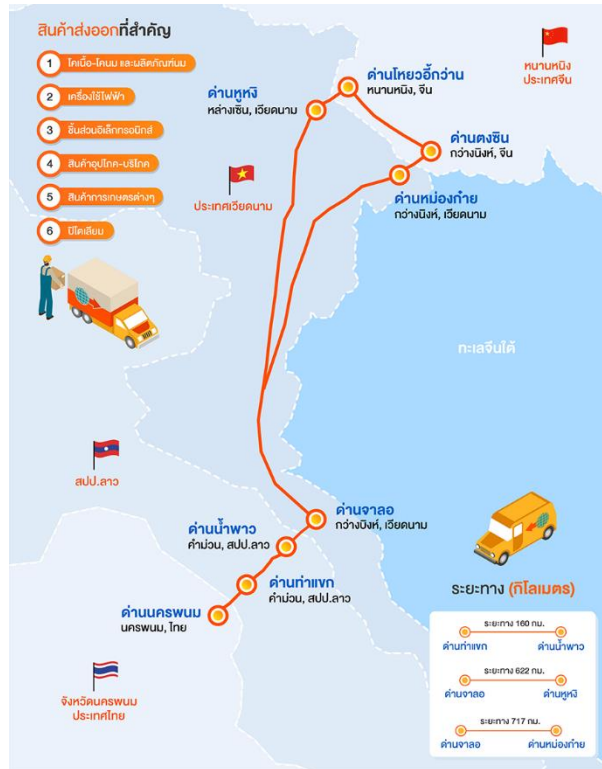 สินค้าส่งออกที่สำคัญ
1 โคเนื้อ-โคนม และผลิตภัณฑ์นม
2 เครื่องใช้ไฟฟ้า
3 ชิ้นส่วนอิเล็กทรอนิกส์
4 สินค้าอุปโภค-บริโภค
5 สินค้าการเกษตรต่างๆ
6 ปิโตเลียม
หนานหนิง
ประเทศจีน
ด่านโหยวอี้กว่าน
หนานหนิง, จีน
ด่านหูหงิ
หล่างเซิน, เวียดนาม
ด่านตงซิน
กว่างนิงห์, จีน
ประเทศเวียดนาม
ด่านหม่องก๋าย
กว่างนิงห์, เวียดนาม
ทะเลจีนใต้
สปป.ลาว
ด่านจาลอ
กว่างบิงห์, เวียดนาม
ด่านน้ำพาว
คำม่วน, สปป.ลาว
ด่านท่าแขก
คำม่วน, สปป.ลาว
ด่านนครพนม
นครพนม, ไทย
จังหวัดนครพนม
ประเทศไทย
ระยะทาง (กิโลเมตร)
ระยะทาง 160 กม.
ด่านท่าแขก ด่านน้ำพาว
ระยะทาง 622 กม.
ด่านจาลอ ด่านหูหงิ
ระยะทาง 717 กม.
ด่านจาลอ ด่านหม่องก๋าย